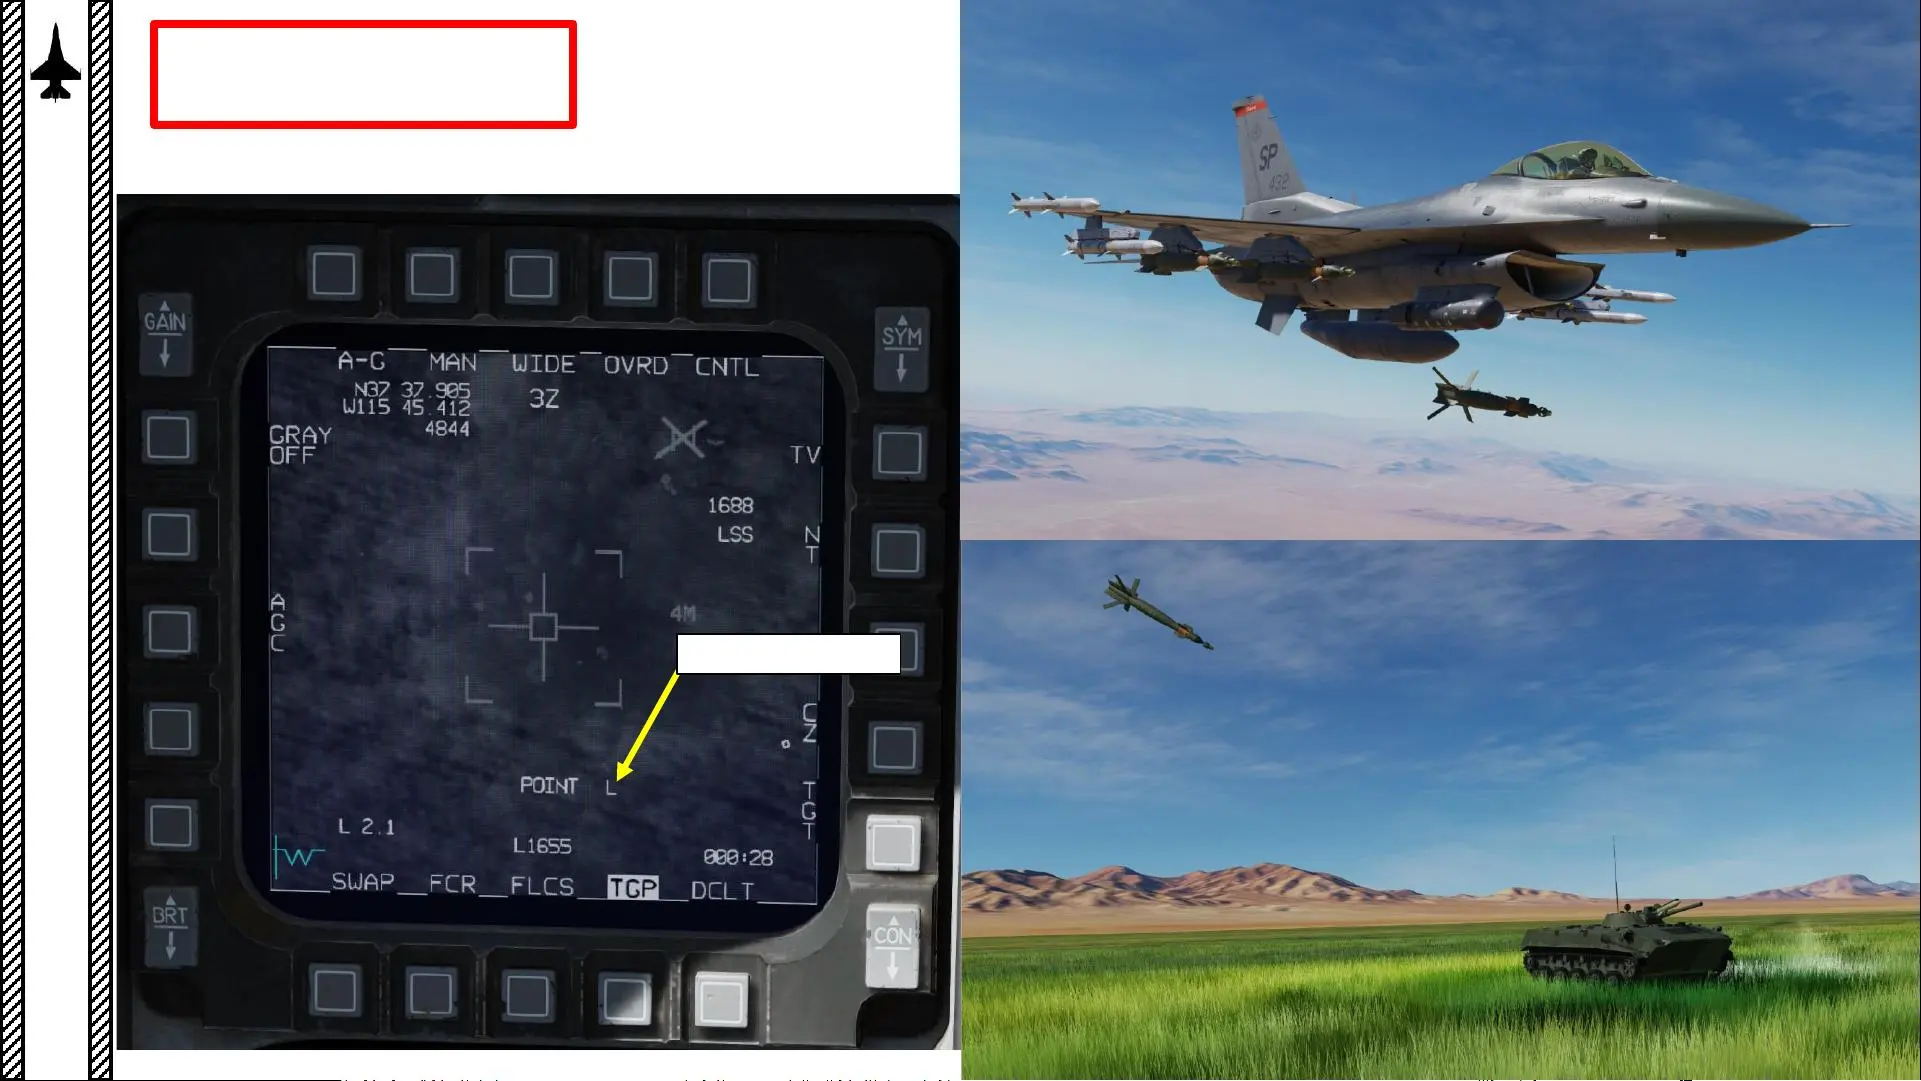 GAIN
SYM
A-G MAN WIDE OVRD CNTL
N37 37.905
W115 45.412
4844
3Z
GRAY
OFF
TV
1688
LSS
N
T
A
G
C
4M
C
Z
POINT L
T
G
T
L 2.1
L1655
000:28
SWAP FCR FLCS TGP DCLT
BRT
CON
SP
432